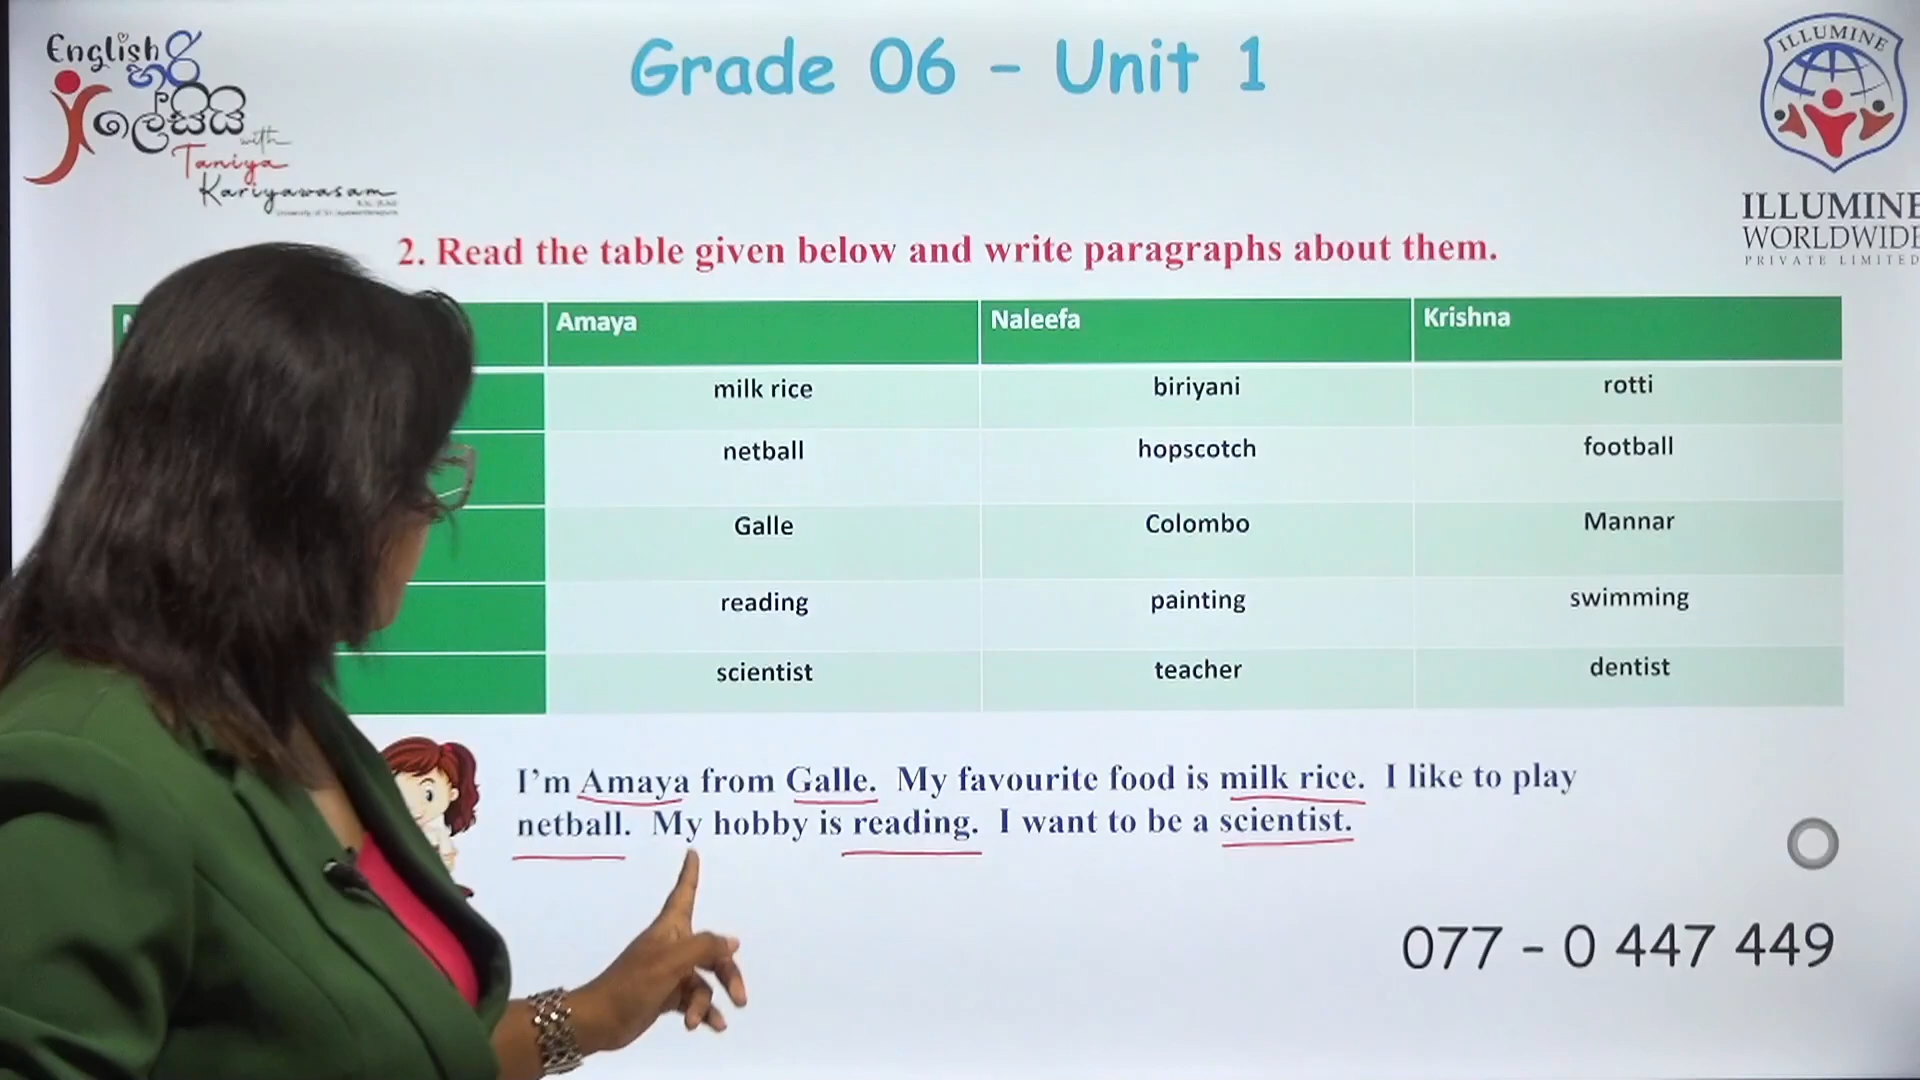 English හරි
ලේසියි
with
Taniya
Kariyawasam
Grade 06 - Unit 1
ILLUMINE
ILLUMINE
WORLDWIDE
PRIVATE LIMITED
2. Read the table given below and write paragraphs about them.
Amaya Naleefa Krishna
milk rice biriyani rotti
netball hopscotch football
Galle Colombo Mannar
reading painting swimming
scientist teacher dentist
I'm Amaya from Galle. My favourite food is milk rice. I like to play
netball. My hobby is reading. I want to be a scientist.
077 - 0 447 449